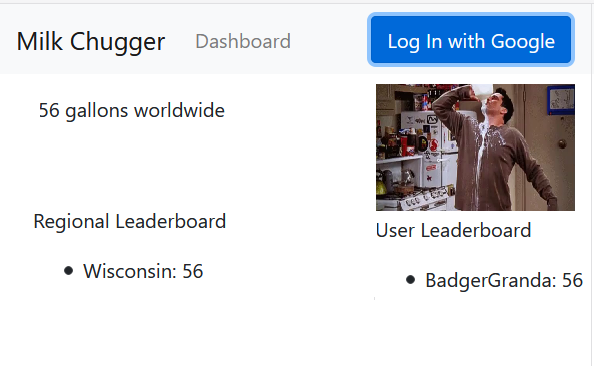 Milk Chugger Dashboard Log In with Google
56 gallons worldwide
Regional Leaderboard
Wisconsin: 56
User Leaderboard
BadgerGranda: 56